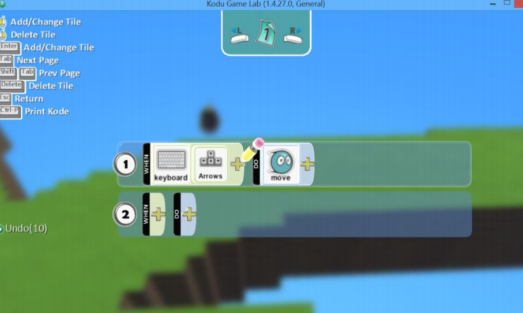 Kodu Game Lab (1.4.27.0, General)
L 1 R
Add/Change Tile
Delete Tile
Enter Add/Change Tile
Tab Next Page
Shift Tab Prev Page
Delete Delete Tile
Esc Return
Print Kode
1 WHEN keyboard Arrows + DO move +
2 WHEN + DO +
Undo(10)